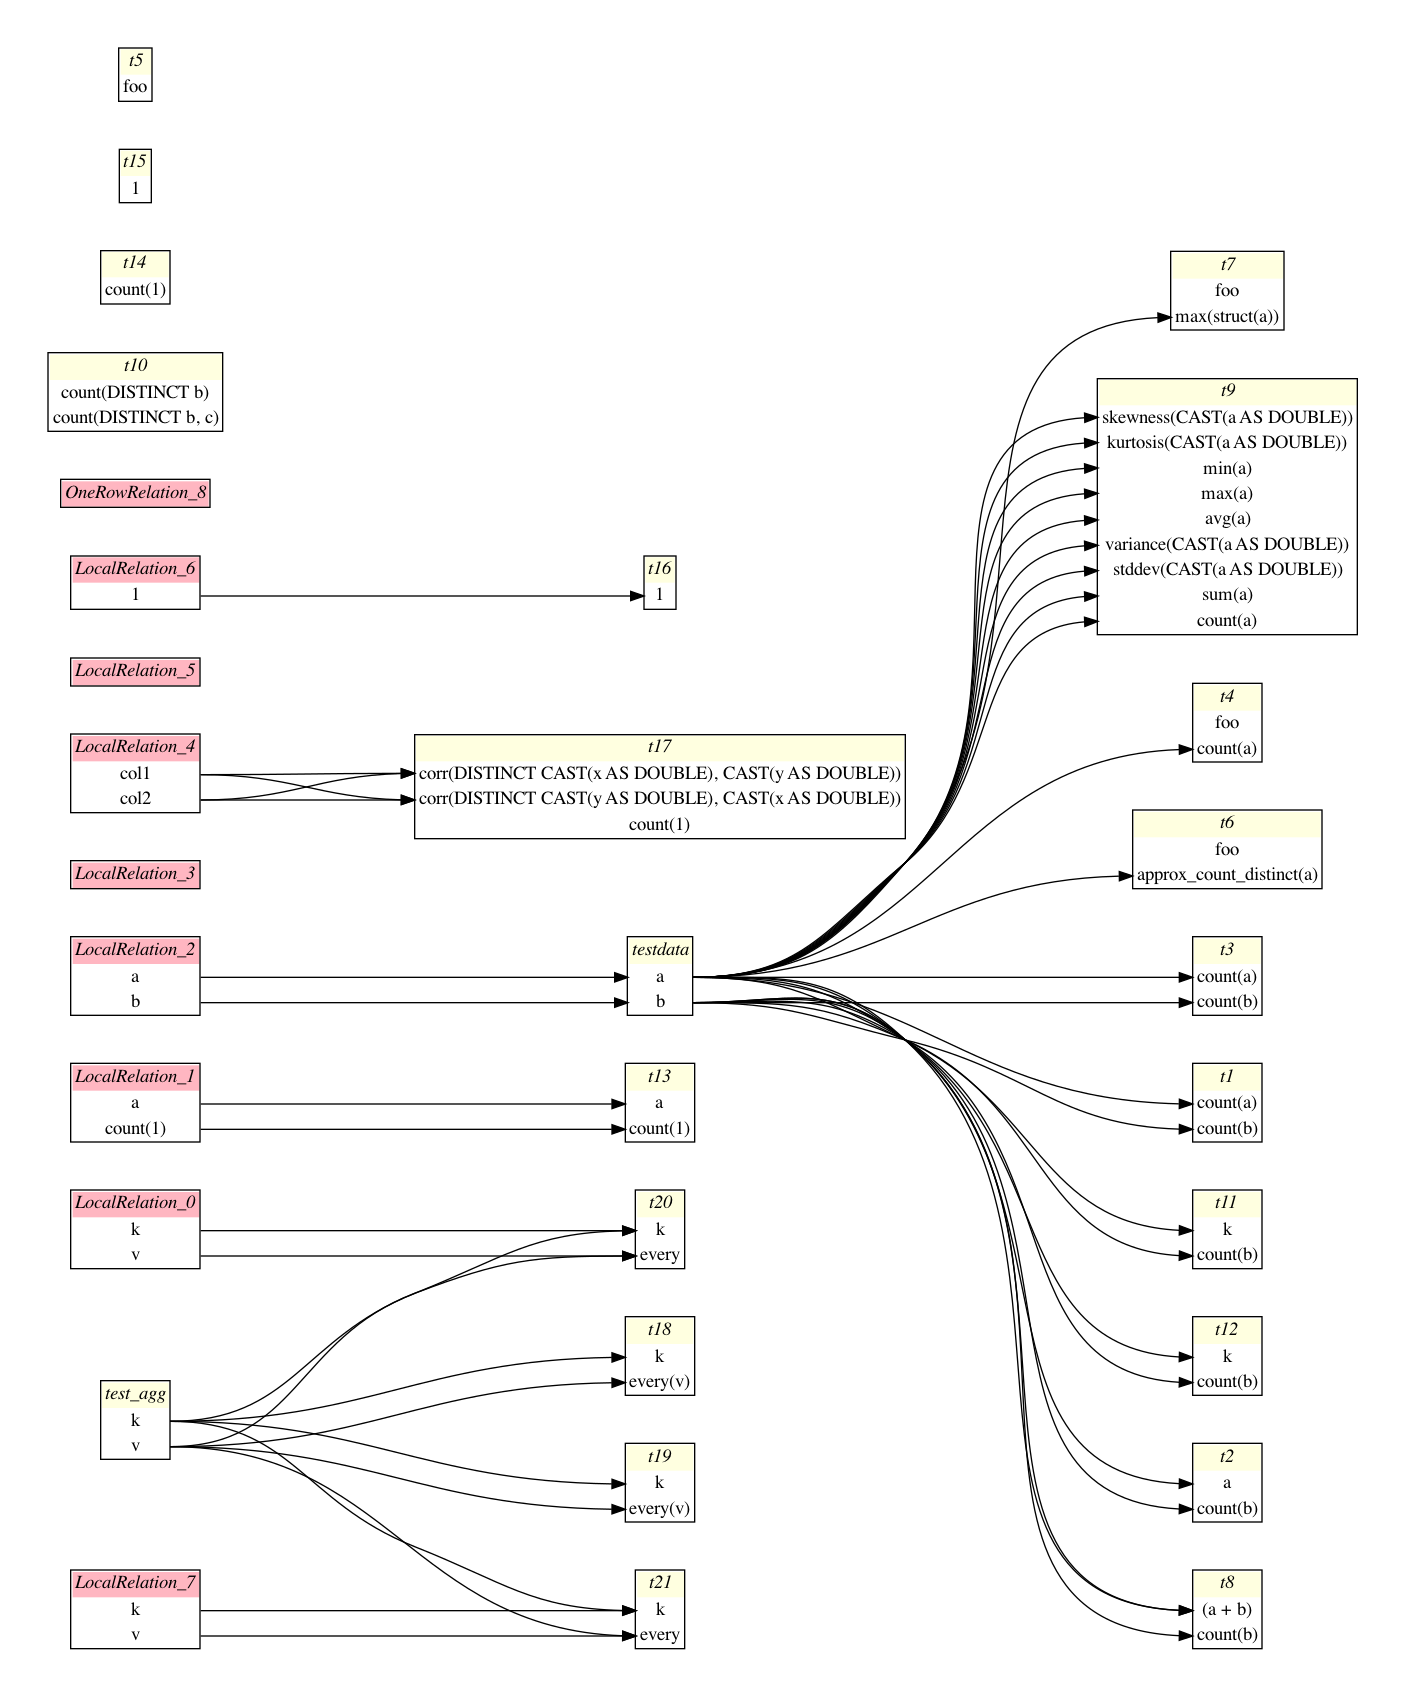 t5
foo
t15
1
t14
count(1)
t10
count(DISTINCT b)
count(DISTINCT b, c)
OneRowRelation_8
LocalRelation_6
1
LocalRelation_5
LocalRelation_4
col1
col2
LocalRelation_3
LocalRelation_2
a
b
LocalRelation_1
a
count(1)
LocalRelation_0
k
v
test_agg
k
v
LocalRelation_7
k
v
t16
1
t17
corr(DISTINCT CAST(x AS DOUBLE), CAST(y AS DOUBLE))
corr(DISTINCT CAST(y AS DOUBLE), CAST(x AS DOUBLE))
count(1)
testdata
a
b
t13
a
count(1)
t20
k
every
t18
k
every(v)
t19
k
every(v)
t21
k
every
t7
foo
max(struct(a))
t9
skewness(CAST(a AS DOUBLE))
kurtosis(CAST(a AS DOUBLE))
min(a)
max(a)
avg(a)
variance(CAST(a AS DOUBLE))
stddev(CAST(a AS DOUBLE))
sum(a)
count(a)
t4
foo
count(a)
t6
foo
approx_count_distinct(a)
t3
count(a)
count(b)
t1
count(a)
count(b)
t11
k
count(b)
t12
k
count(b)
t2
a
count(b)
t8
(a + b)
count(b)